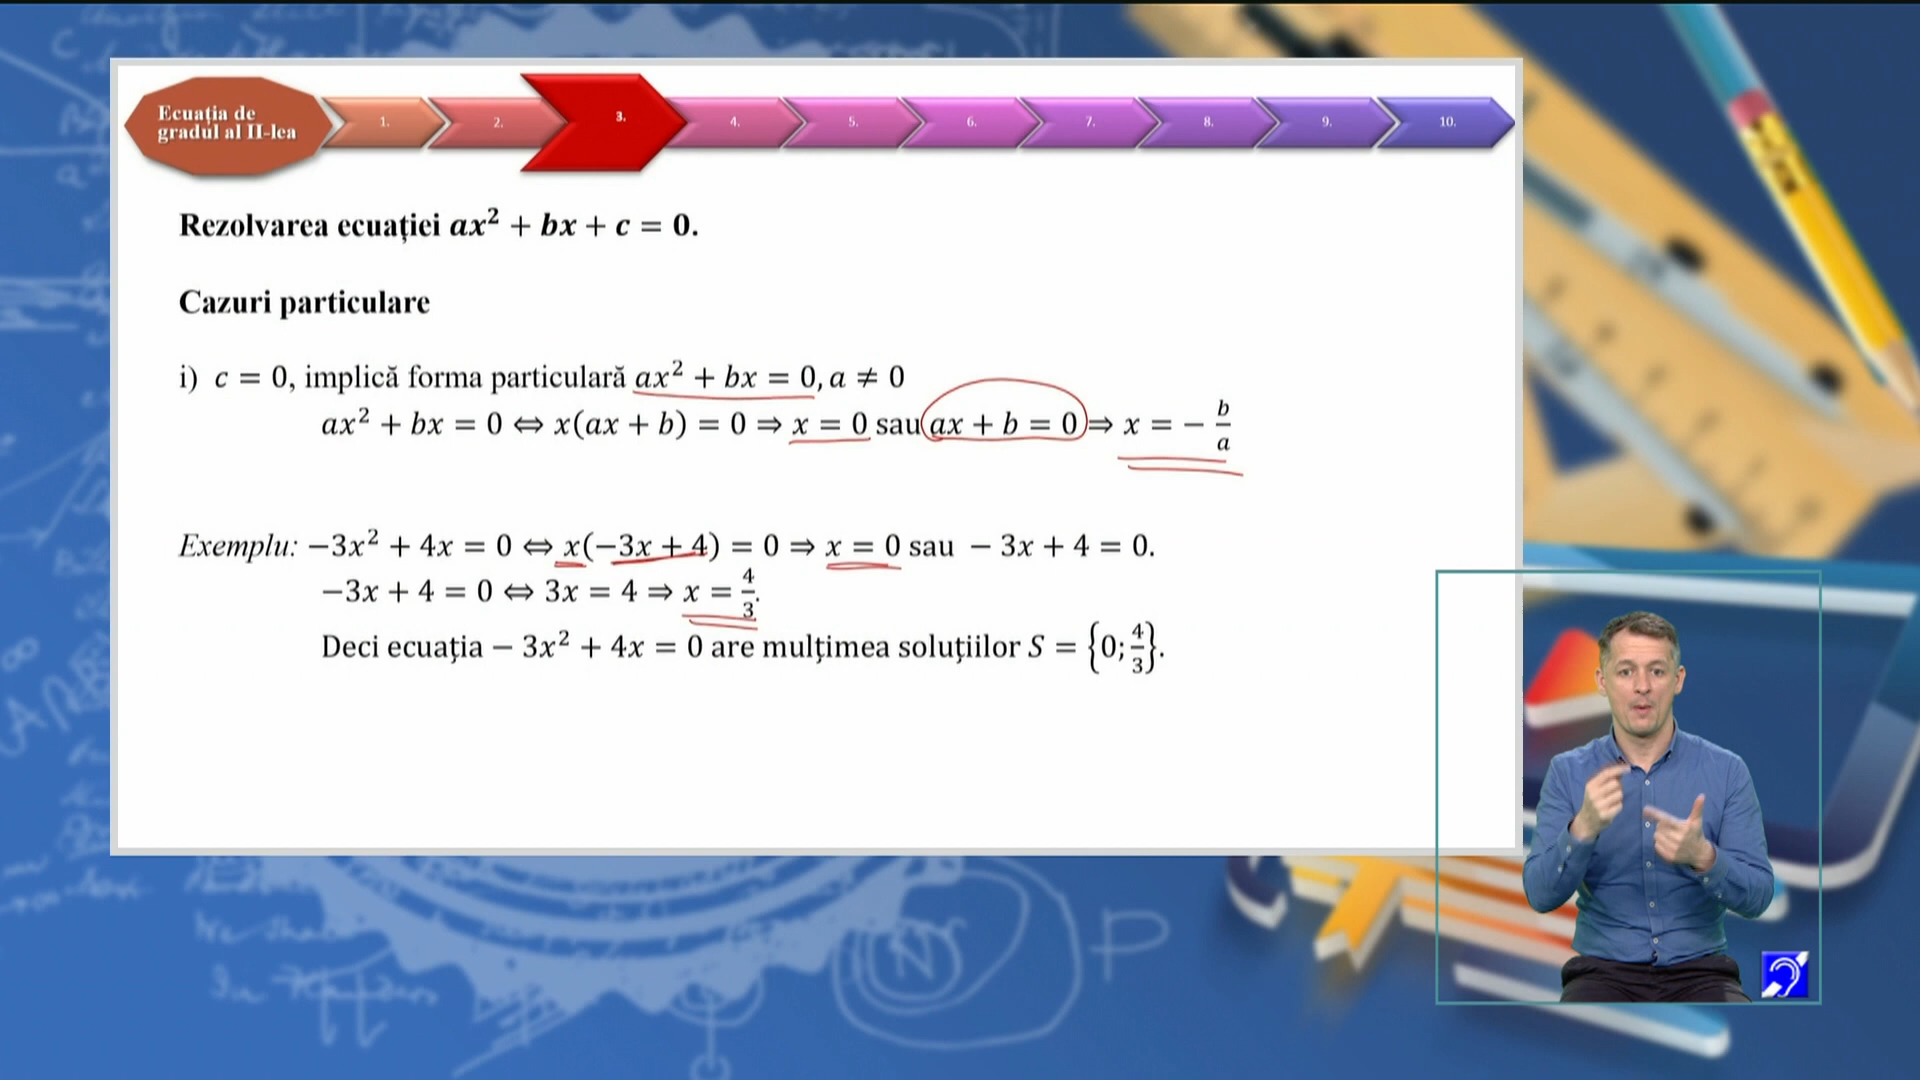 Ecuația de
gradul al II-lea
1.
2.
3.
4.
5.
6.
7.
8.
9.
10.
Rezolvarea ecuației ax² + bx + c = 0.
Cazuri particulare
i) c = 0, implică forma particulară ax² + bx = 0, a ≠ 0
ax² + bx = 0 ⇔ x(ax + b) = 0 ⇒ x = 0 sau ax + b = 0 ⇒ x = − b/a
Exemplu: −3x² + 4x = 0 ⇔ x(−3x + 4) = 0 ⇒ x = 0 sau − 3x + 4 = 0.
−3x + 4 = 0 ⇔ 3x = 4 ⇒ x = 4/3.
Deci ecuația − 3x² + 4x = 0 are mulțimea soluțiilor S = {0; 4/3}.
N
P